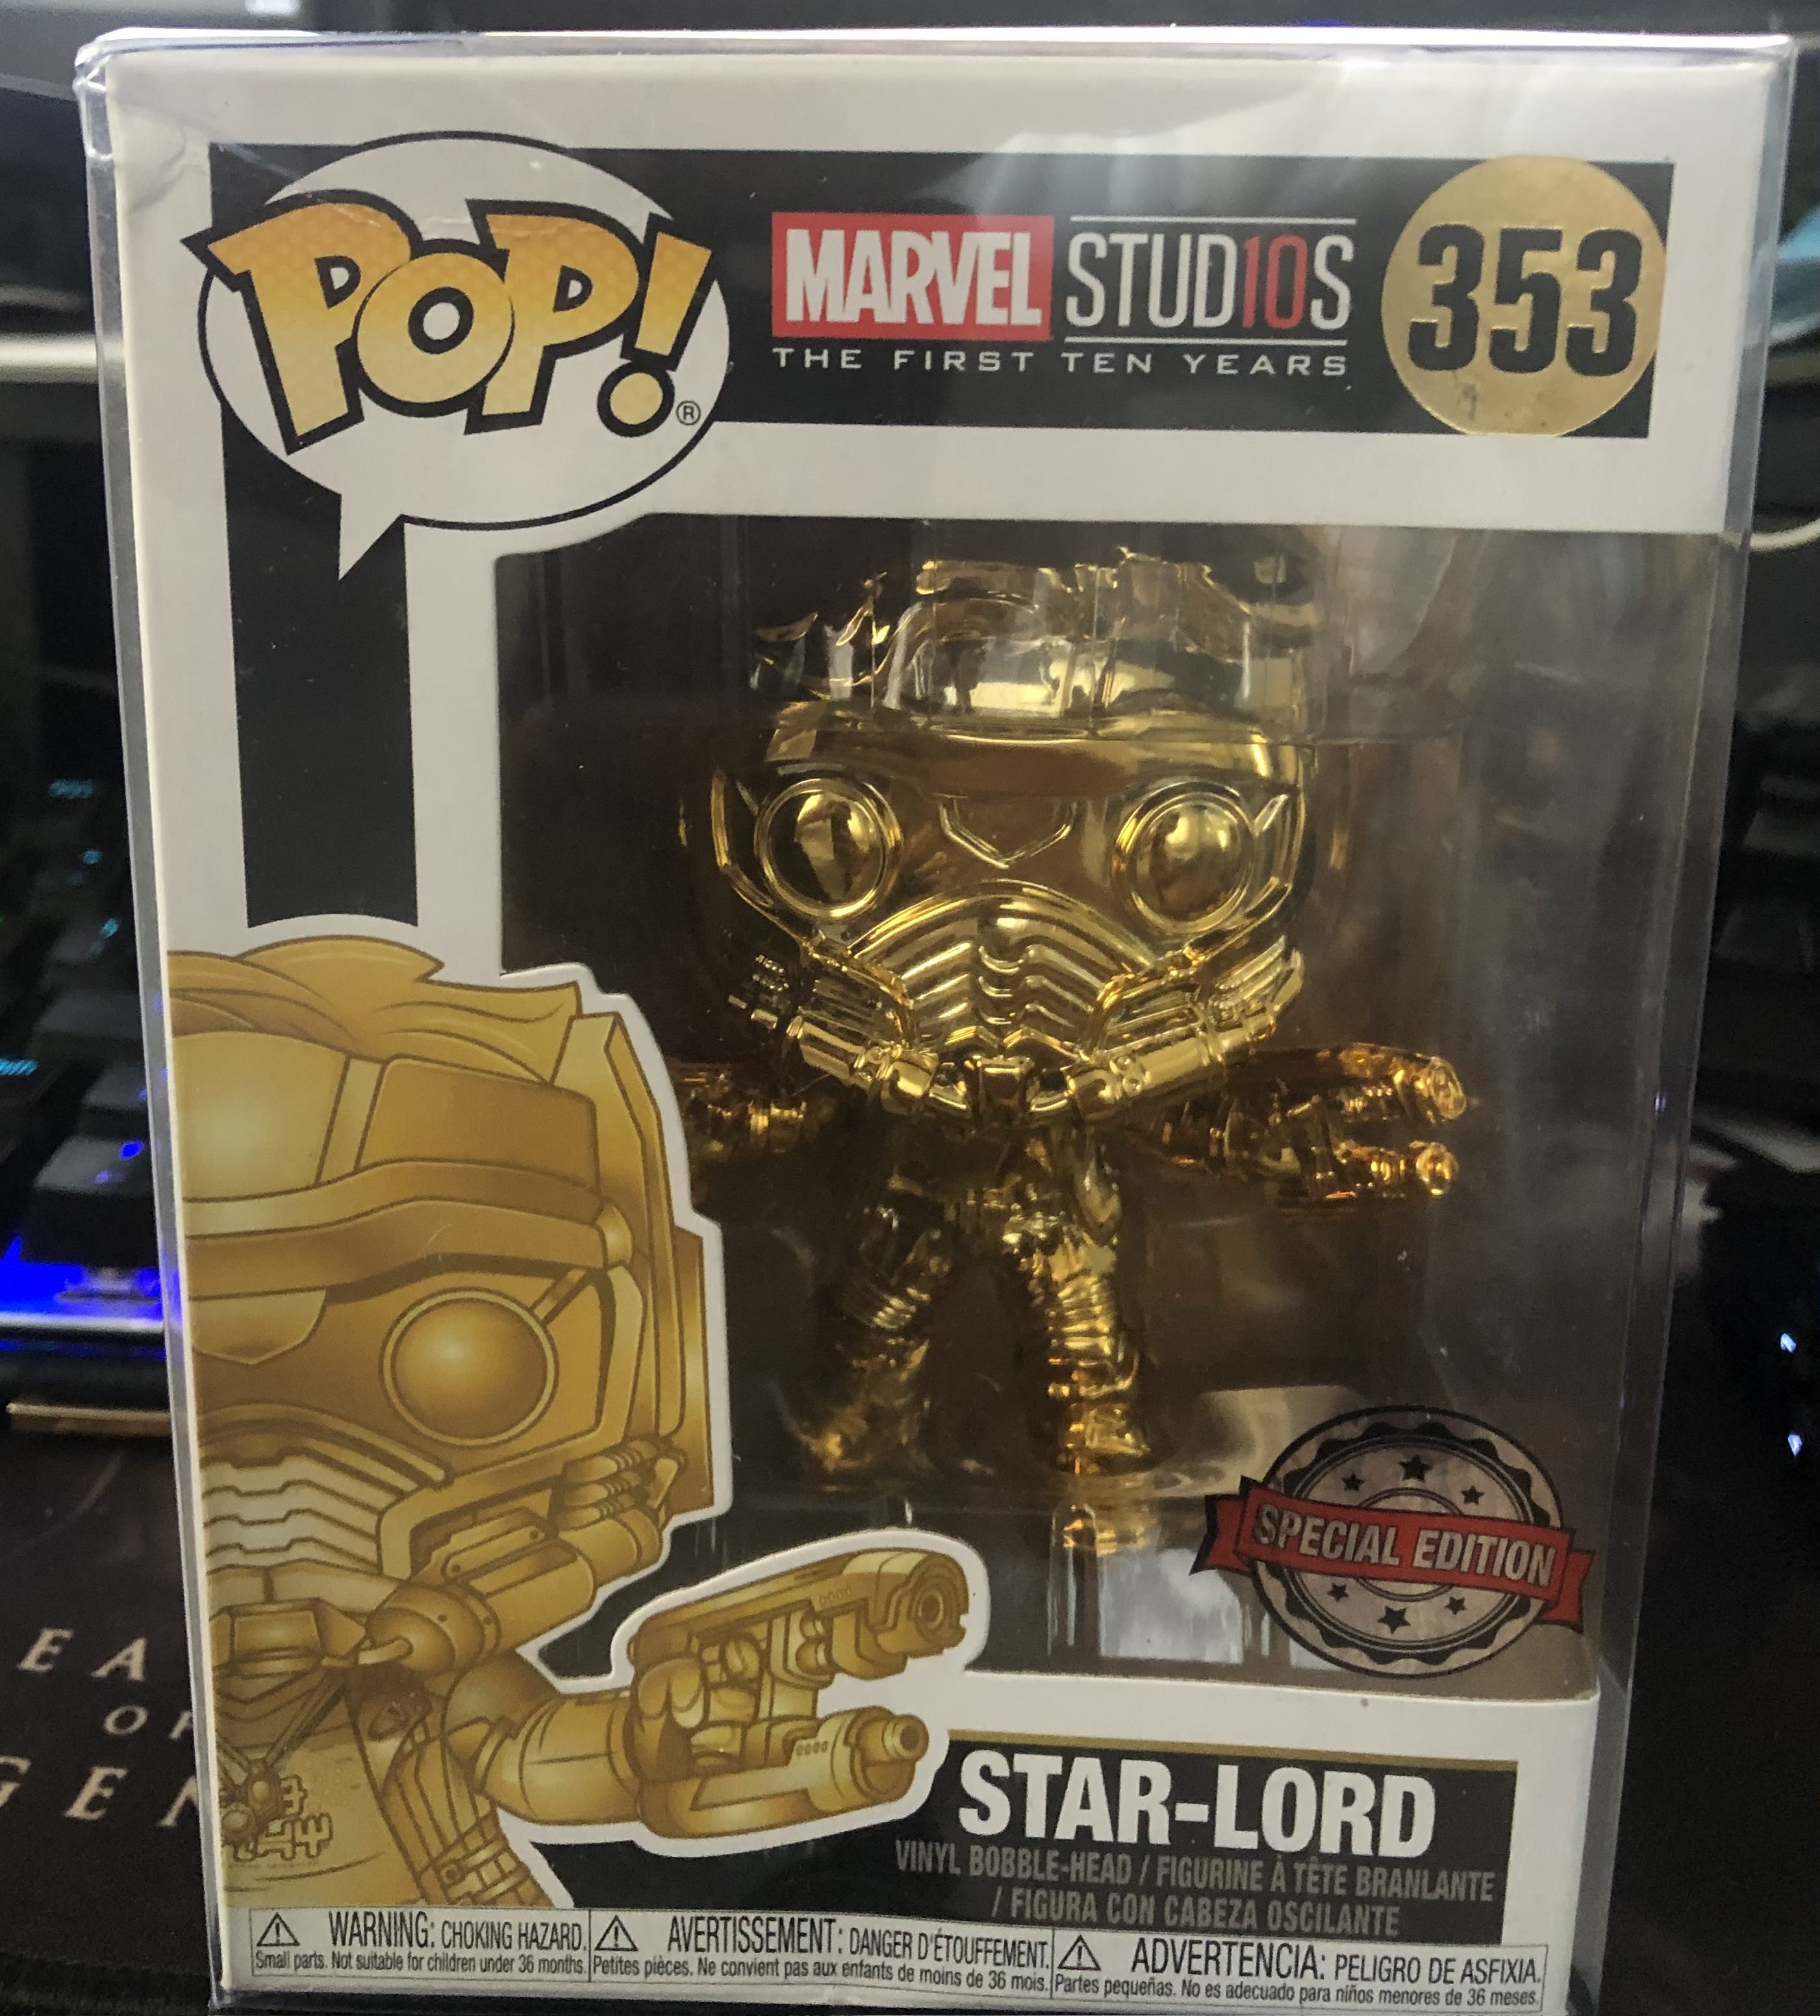 POP!®
MARVEL STUD10S
THE FIRST TEN YEARS
353
SPECIAL EDITION
STAR-LORD
VINYL BOBBLE-HEAD / FIGURINE À TÊTE BRANLANTE
/ FIGURA CON CABEZA OSCILANTE
WARNING: CHOKING HAZARD.
Small parts. Not suitable for children under 36 months.
AVERTISSEMENT: DANGER D'ÉTOUFFEMENT.
Petites pièces. Ne convient pas aux enfants de moins de 36 mois.
ADVERTENCIA: PELIGRO DE ASFIXIA.
Partes pequeñas. No es adecuado para niños menores de 36 meses.